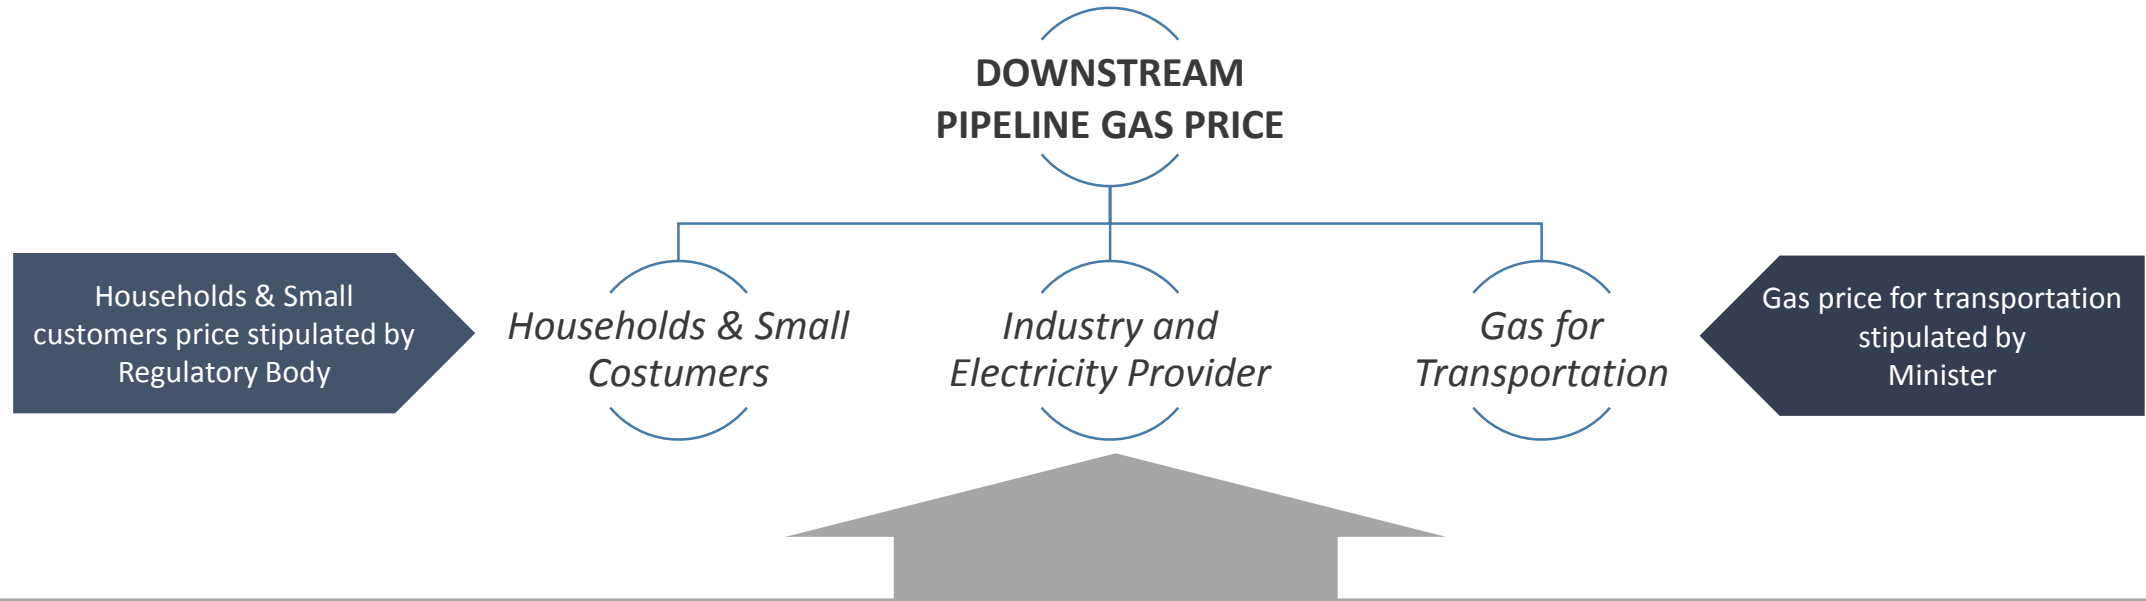 DOWNSTREAM
PIPELINE GAS PRICE
Households & Small
customers price stipulated by
Regulatory Body
Households & Small
Costumers
Industry and
Electricity Provider
Gas for
Transportation
Gas price for transportation
stipulated by
Minister